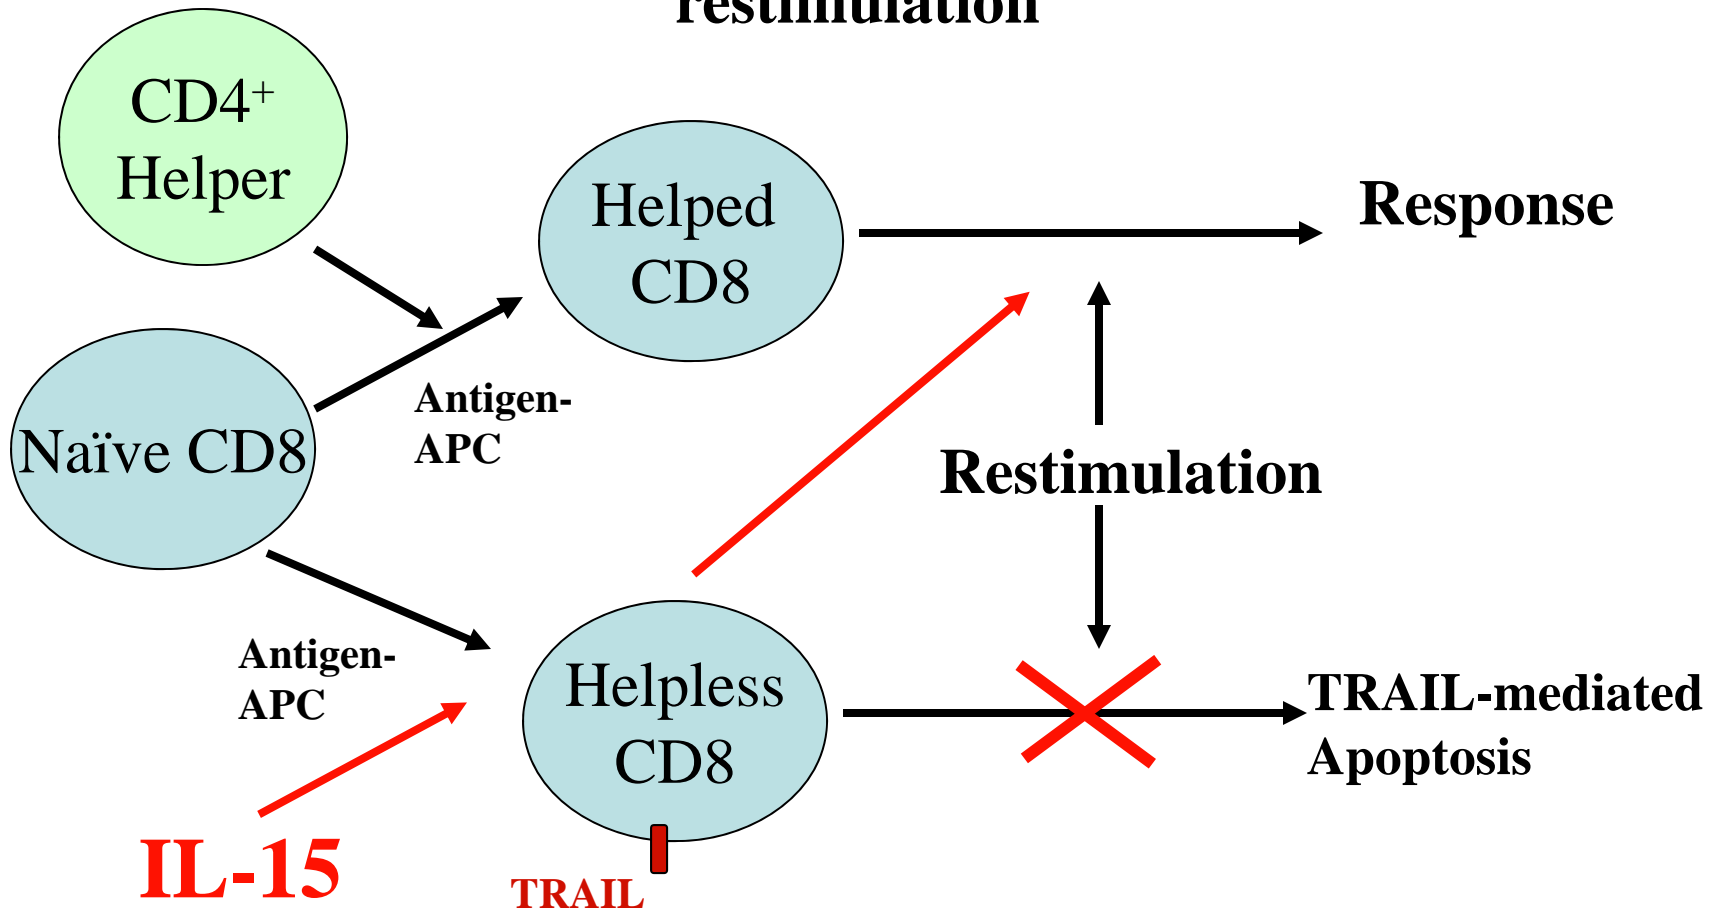 restimulation
CD4+
Helper
Helped
CD8
Response
Naïve CD8
Antigen-
APC
Restimulation
Antigen-
APC
Helpless
CD8
TRAIL-mediated
Apoptosis
IL-15
TRAIL